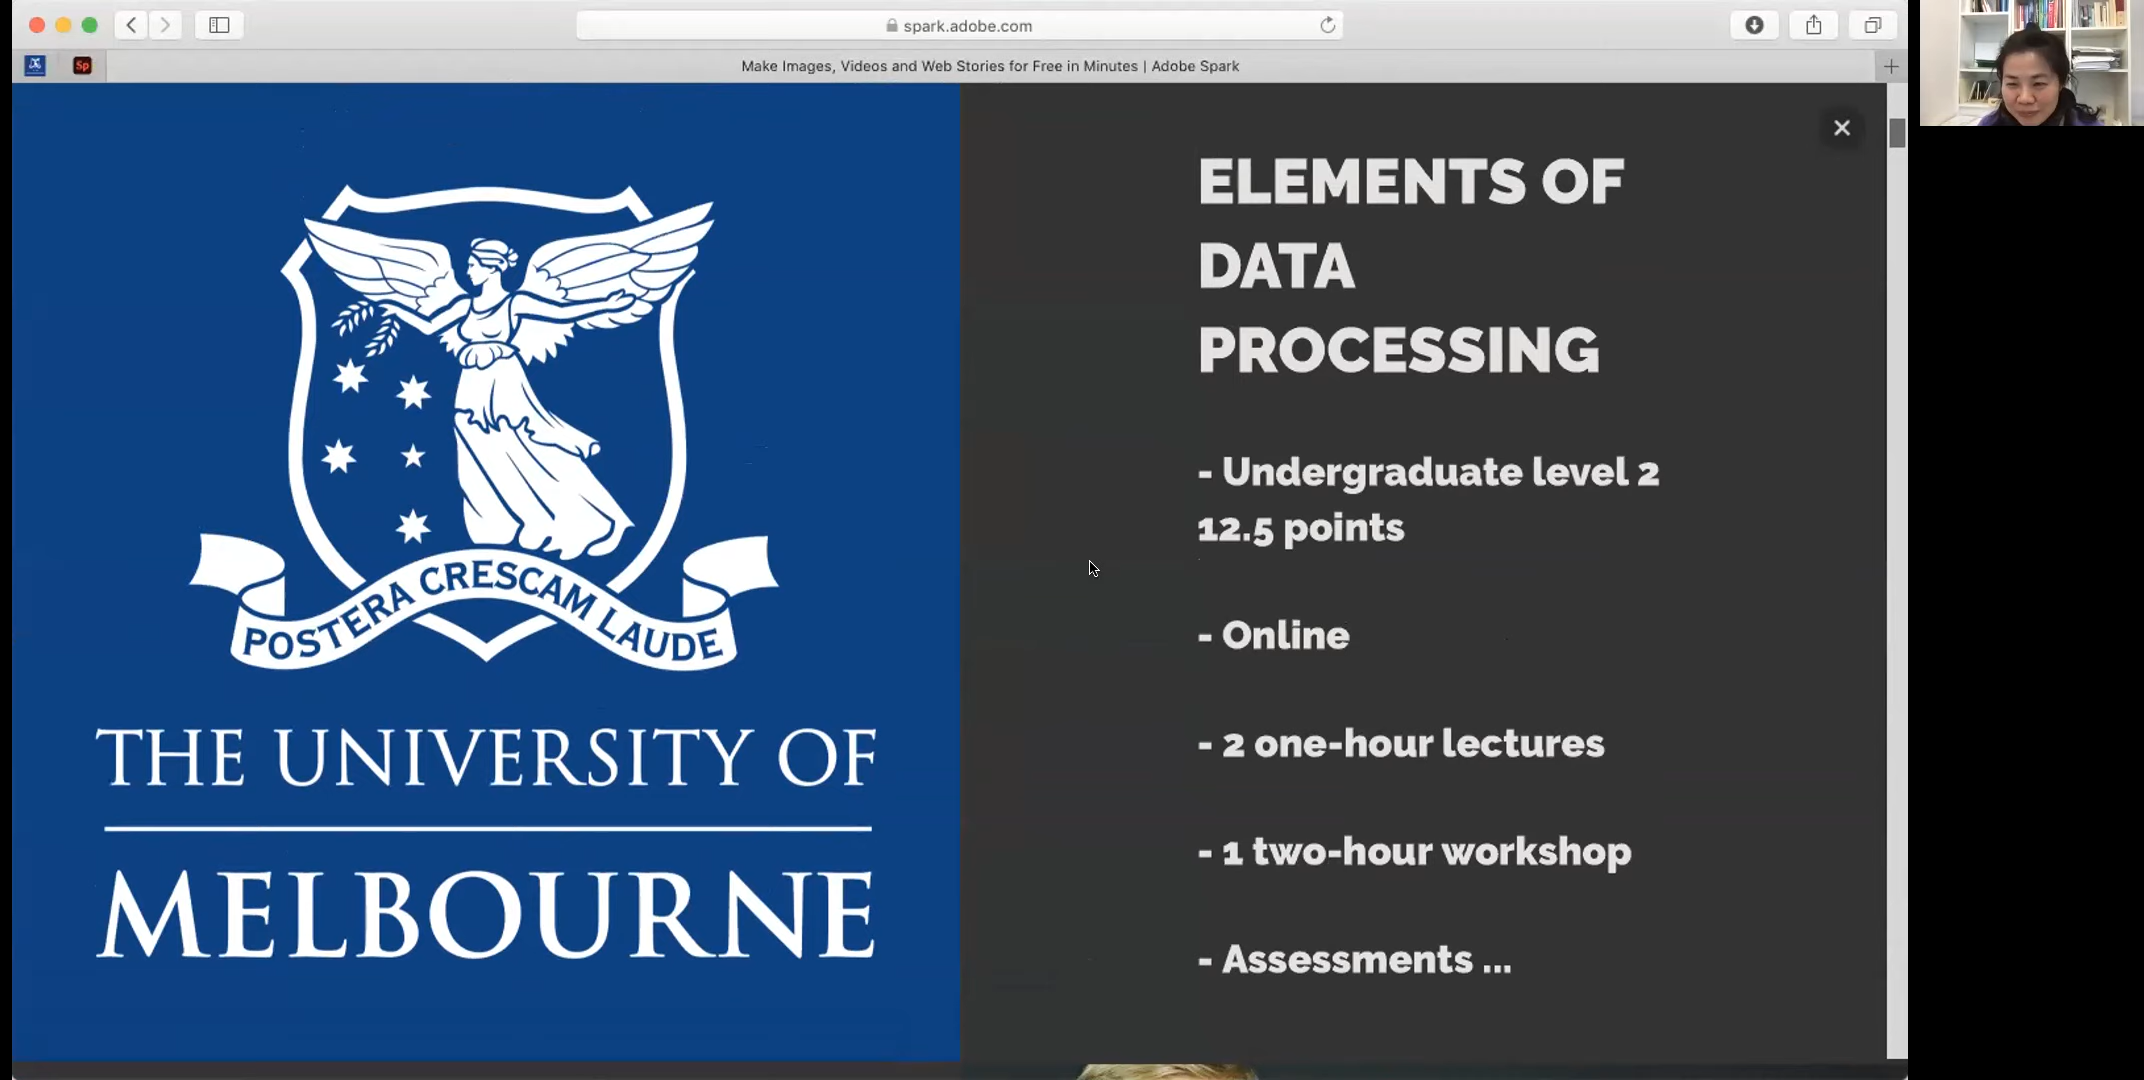 spark.adobe.com
Sp
Make Images, Videos and Web Stories for Free in Minutes | Adobe Spark
POSTERA CRESCAM LAUDE
THE UNIVERSITY OF
MELBOURNE
ELEMENTS OF
DATA
PROCESSING
- Undergraduate level 2
12.5 points
- Online
- 2 one-hour lectures
- 1 two-hour workshop
- Assessments ...